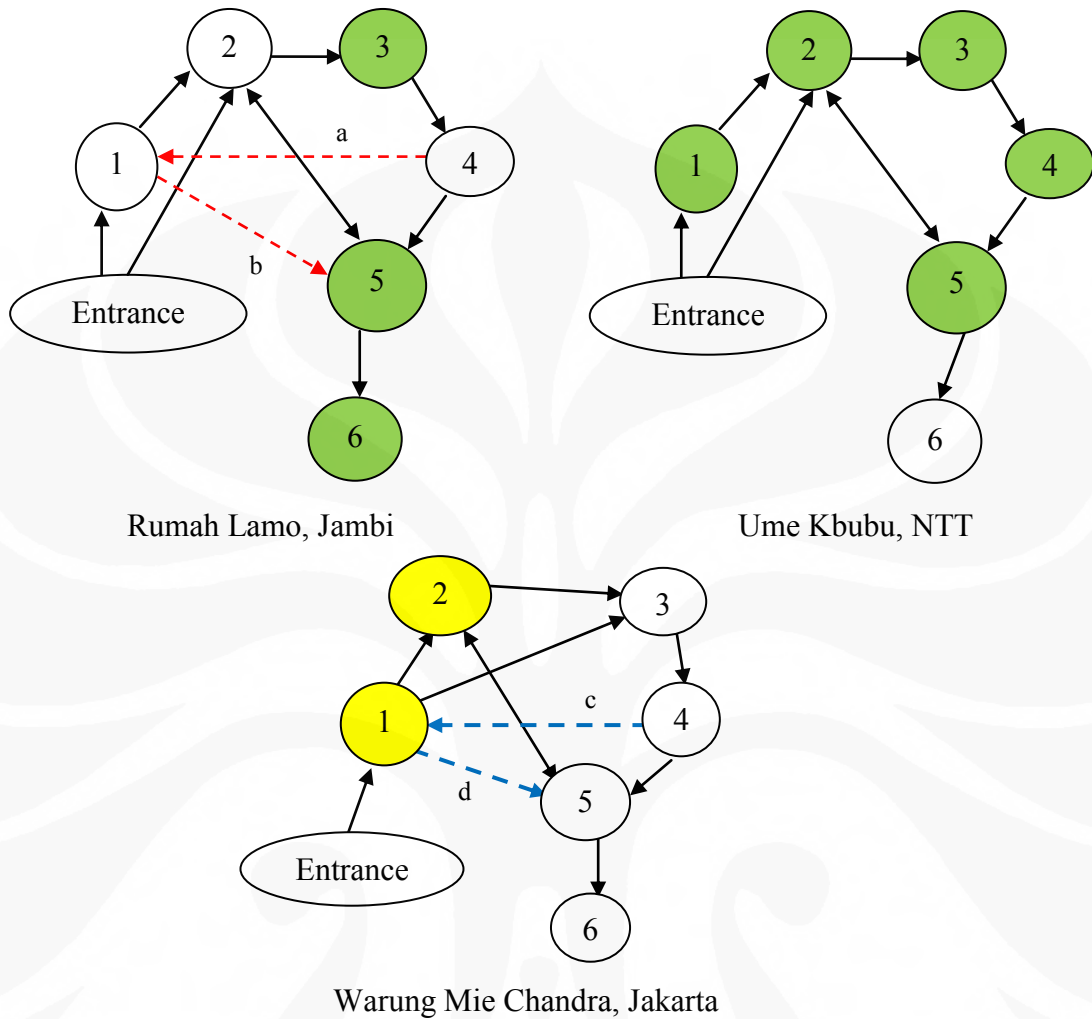 2
3
a
1
4
b
5
Entrance
6
Rumah Lamo, Jambi
2
3
1
4
5
Entrance
6
Ume Kbubu, NTT
2
3
c
1
4
d
5
Entrance
6
Warung Mie Chandra, Jakarta